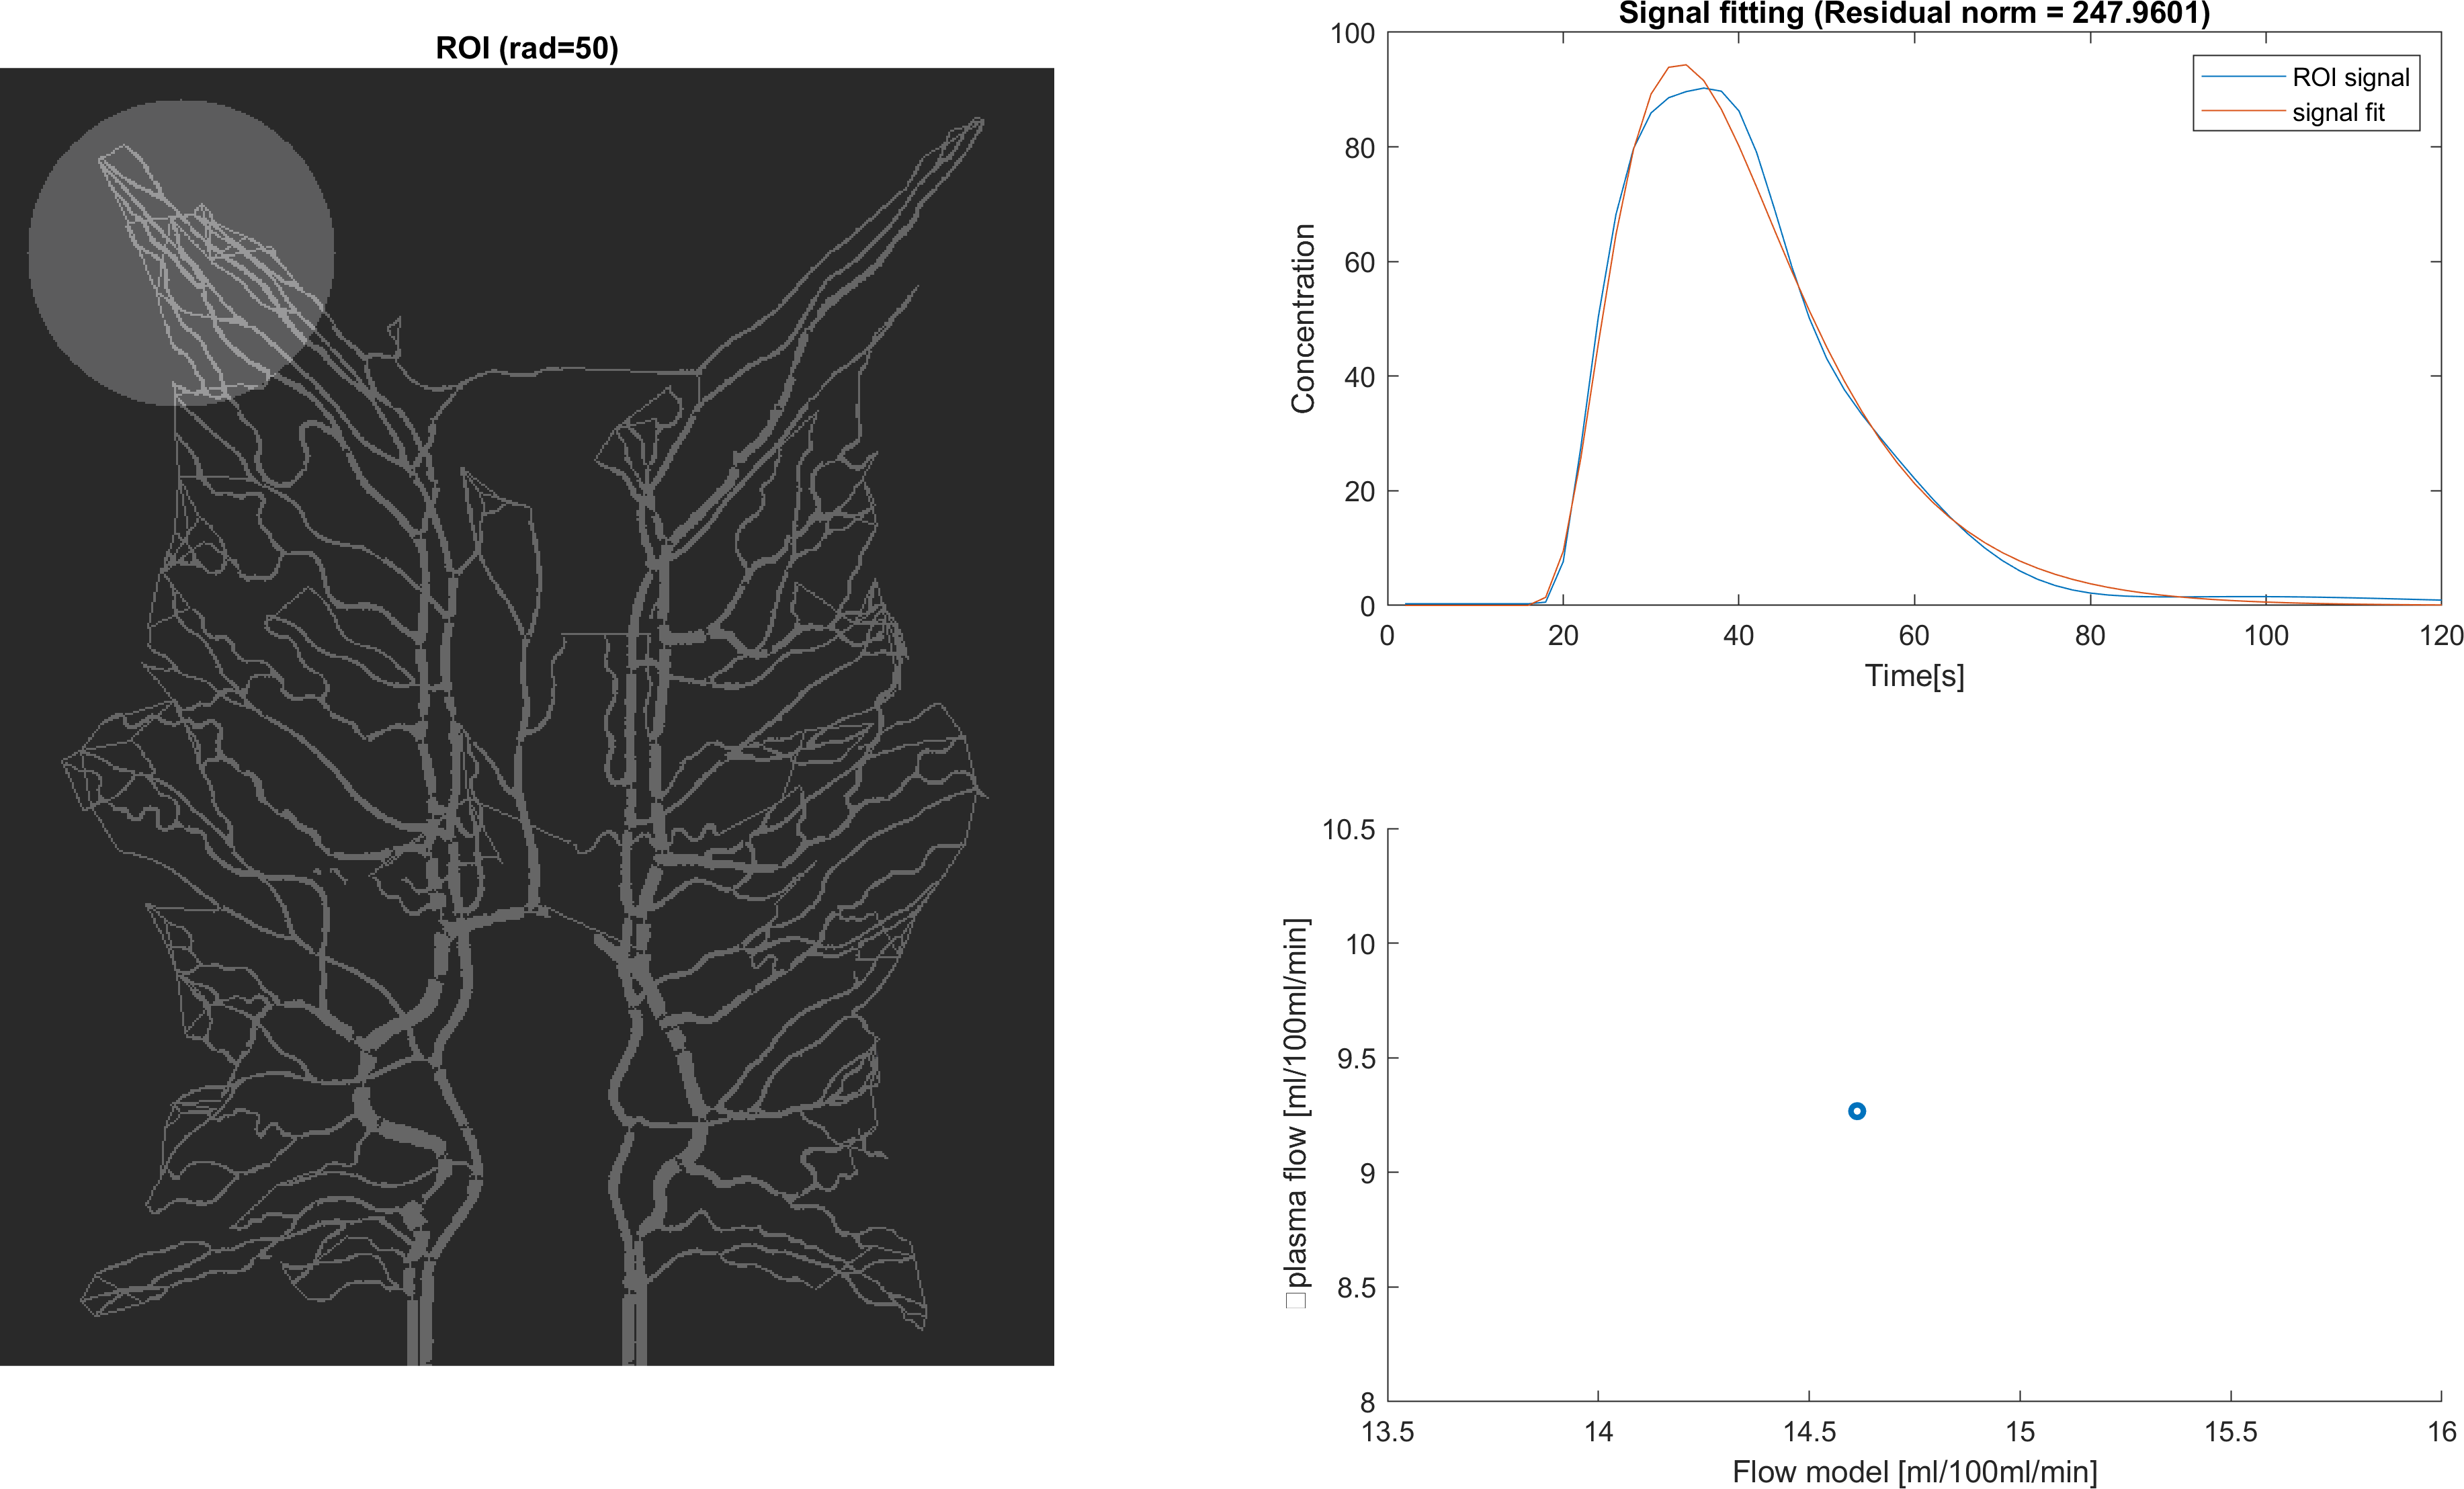 ROI (rad=50)
Signal fitting (Residual norm = 247.9601)
100
80
60
40
20
0
Concentration
ROI signal
signal fit
0 20 40 60 80 100 120
Time[s]
10.5
10
9.5
9
8.5
8
□ plasma flow [ml/100ml/min]
13.5 14 14.5 15 15.5 16
Flow model [ml/100ml/min]